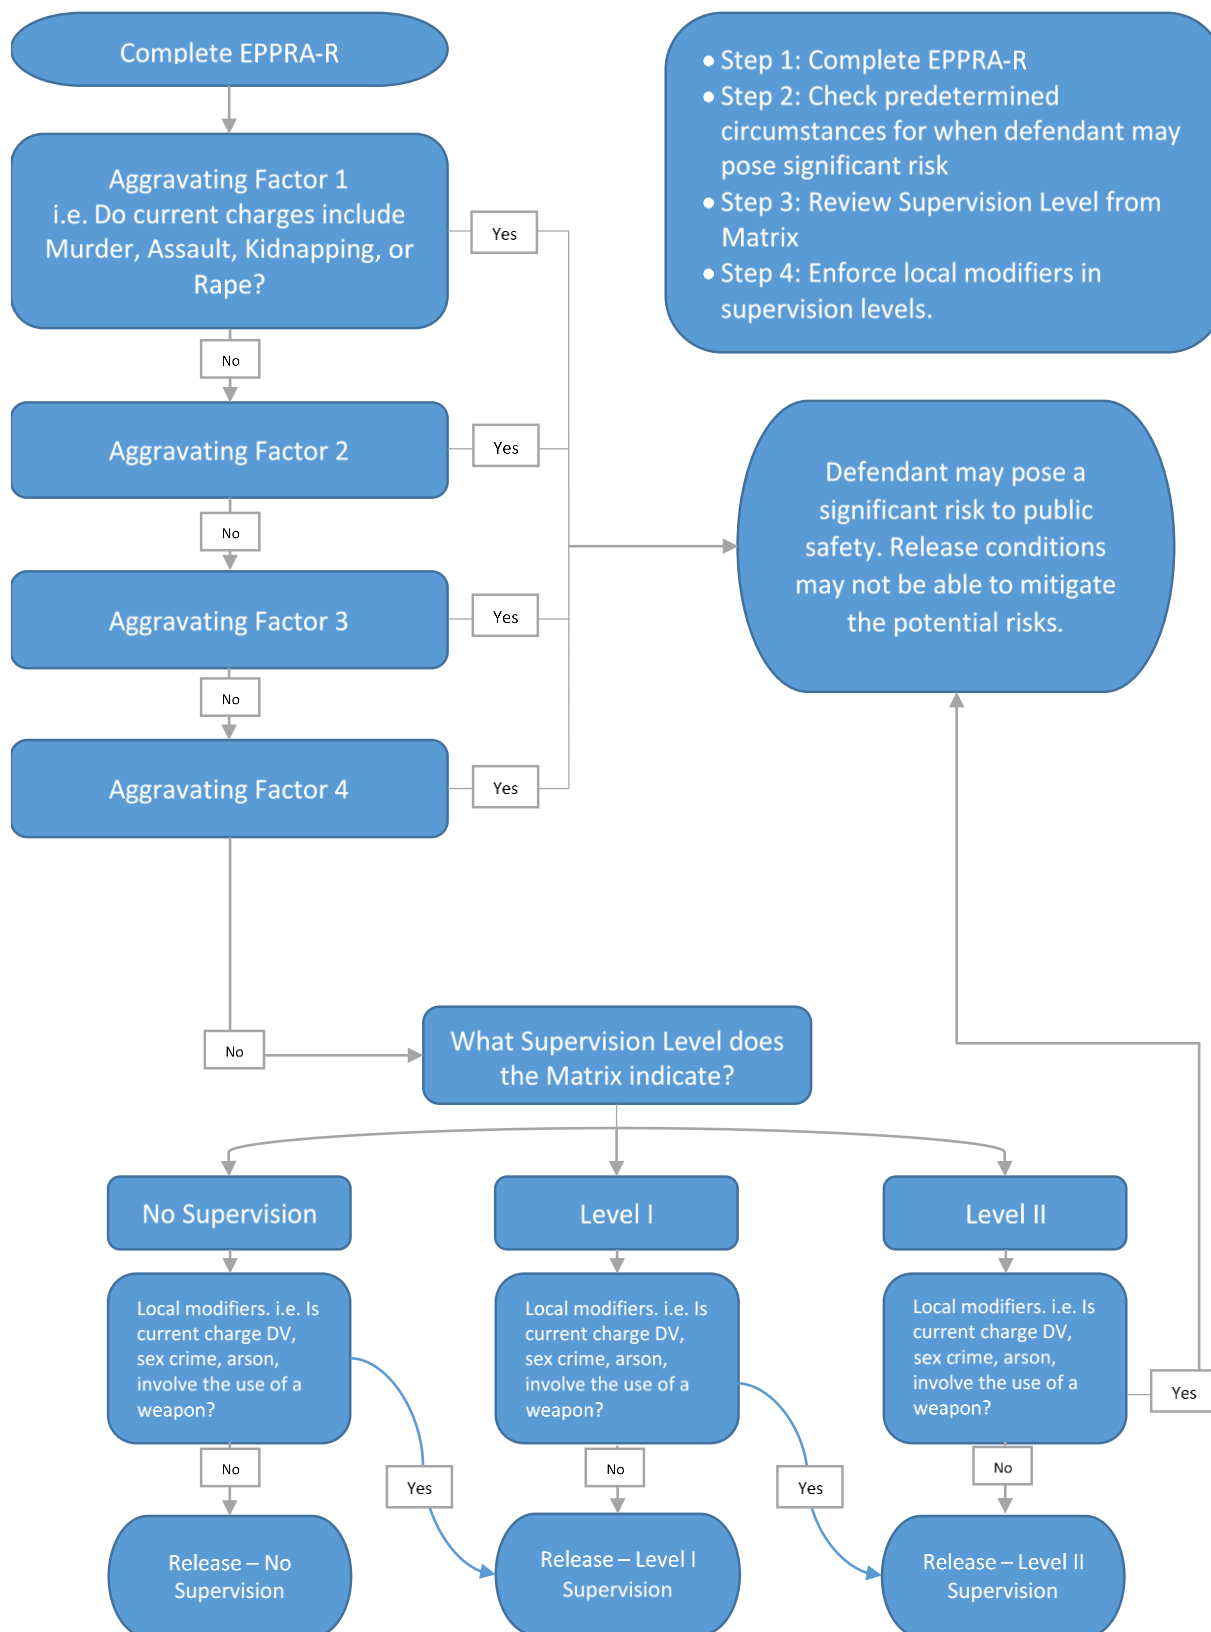 Complete EPPRA-R
• Step 1: Complete EPPRA-R
• Step 2: Check predetermined
circumstances for when defendant may
pose significant risk
• Step 3: Review Supervision Level from
Matrix
• Step 4: Enforce local modifiers in
supervision levels.
Aggravating Factor 1
i.e. Do current charges include
Murder, Assault, Kidnapping, or
Rape?
Yes
No
Aggravating Factor 2
Yes
No
Aggravating Factor 3
Yes
No
Aggravating Factor 4
Yes
Defendant may pose a
significant risk to public
safety. Release conditions
may not be able to mitigate
the potential risks.
No
What Supervision Level does
the Matrix indicate?
No Supervision
Level I
Level II
Local modifiers. i.e. Is
current charge DV,
sex crime, arson,
involve the use of a
weapon?
Local modifiers. i.e. Is
current charge DV,
sex crime, arson,
involve the use of a
weapon?
Local modifiers. i.e. Is
current charge DV,
sex crime, arson,
involve the use of a
weapon?
Yes
No
Yes
No
Yes
No
Release – No
Supervision
Release – Level I
Supervision
Release – Level II
Supervision